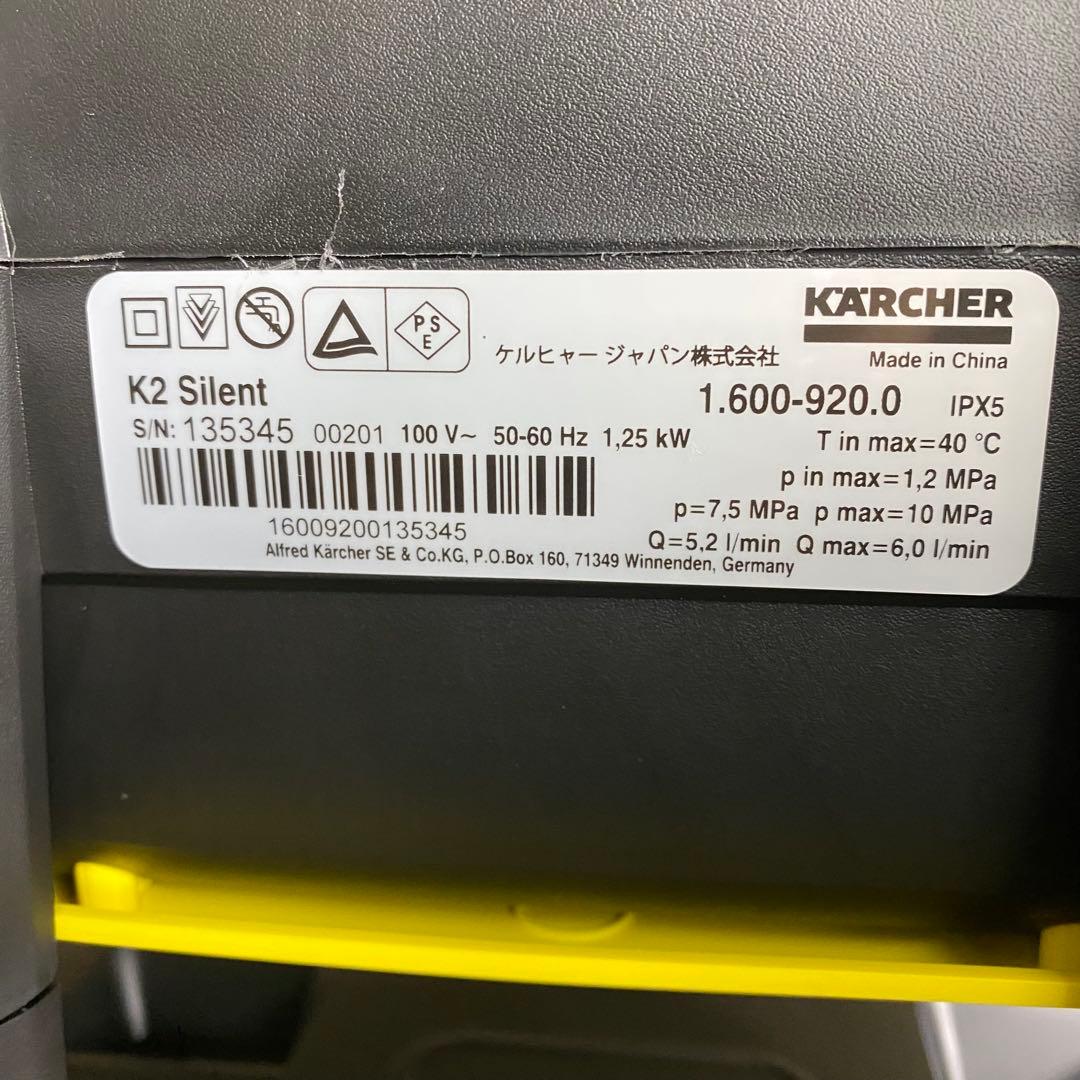 PS
E
KÄRCHER
ケルヒャー ジャパン株式会社
Made in China
K2 Silent
1.600-920.0 IPX5
S/N: 135345 00201 100 V~ 50-60 Hz 1,25 kW
T in max=40 °C
p in max=1,2 MPa
p=7,5 MPa p max=10 MPa
Q=5,2 l/min Q max=6,0 l/min
16009200135345
Alfred Kärcher SE & Co.KG, P.O.Box 160, 71349 Winnenden, Germany